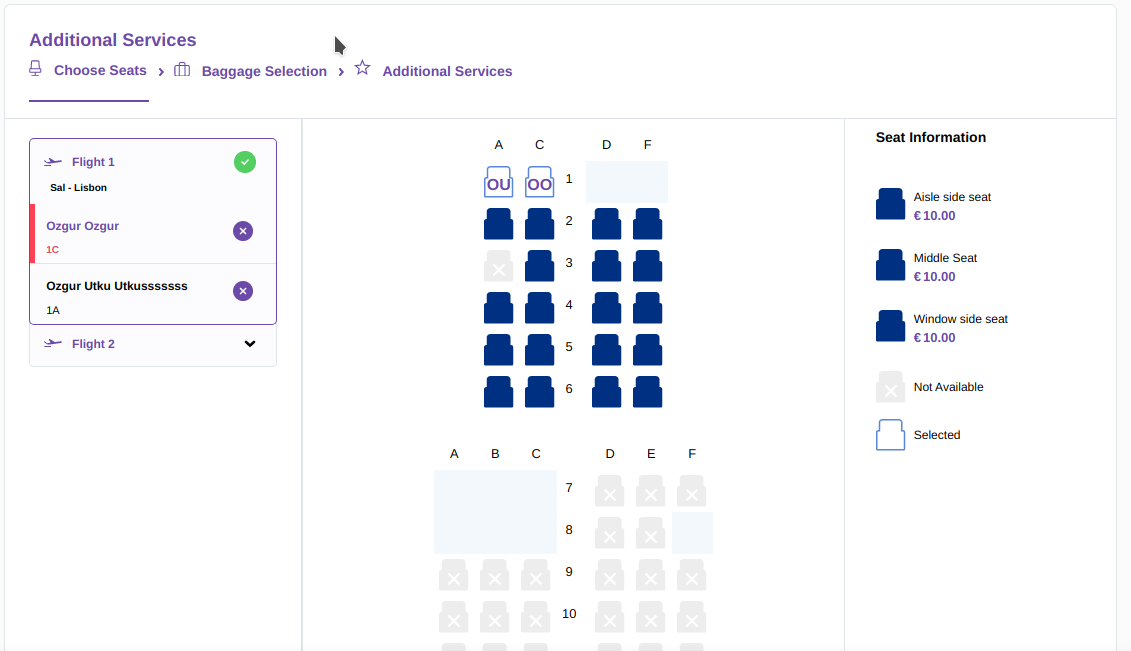 Additional Services
Choose Seats › Baggage Selection › Additional Services
Flight 1
Sal - Lisbon
Ozgur Ozgur
1C
Ozgur Utku Utkusssssss
1A
Flight 2
A C D F
OU OO 1
2
3
4
5
6
A B C D E F
7
8
9
10
Seat Information
Aisle side seat
€ 10.00
Middle Seat
€ 10.00
Window side seat
€ 10.00
Not Available
Selected